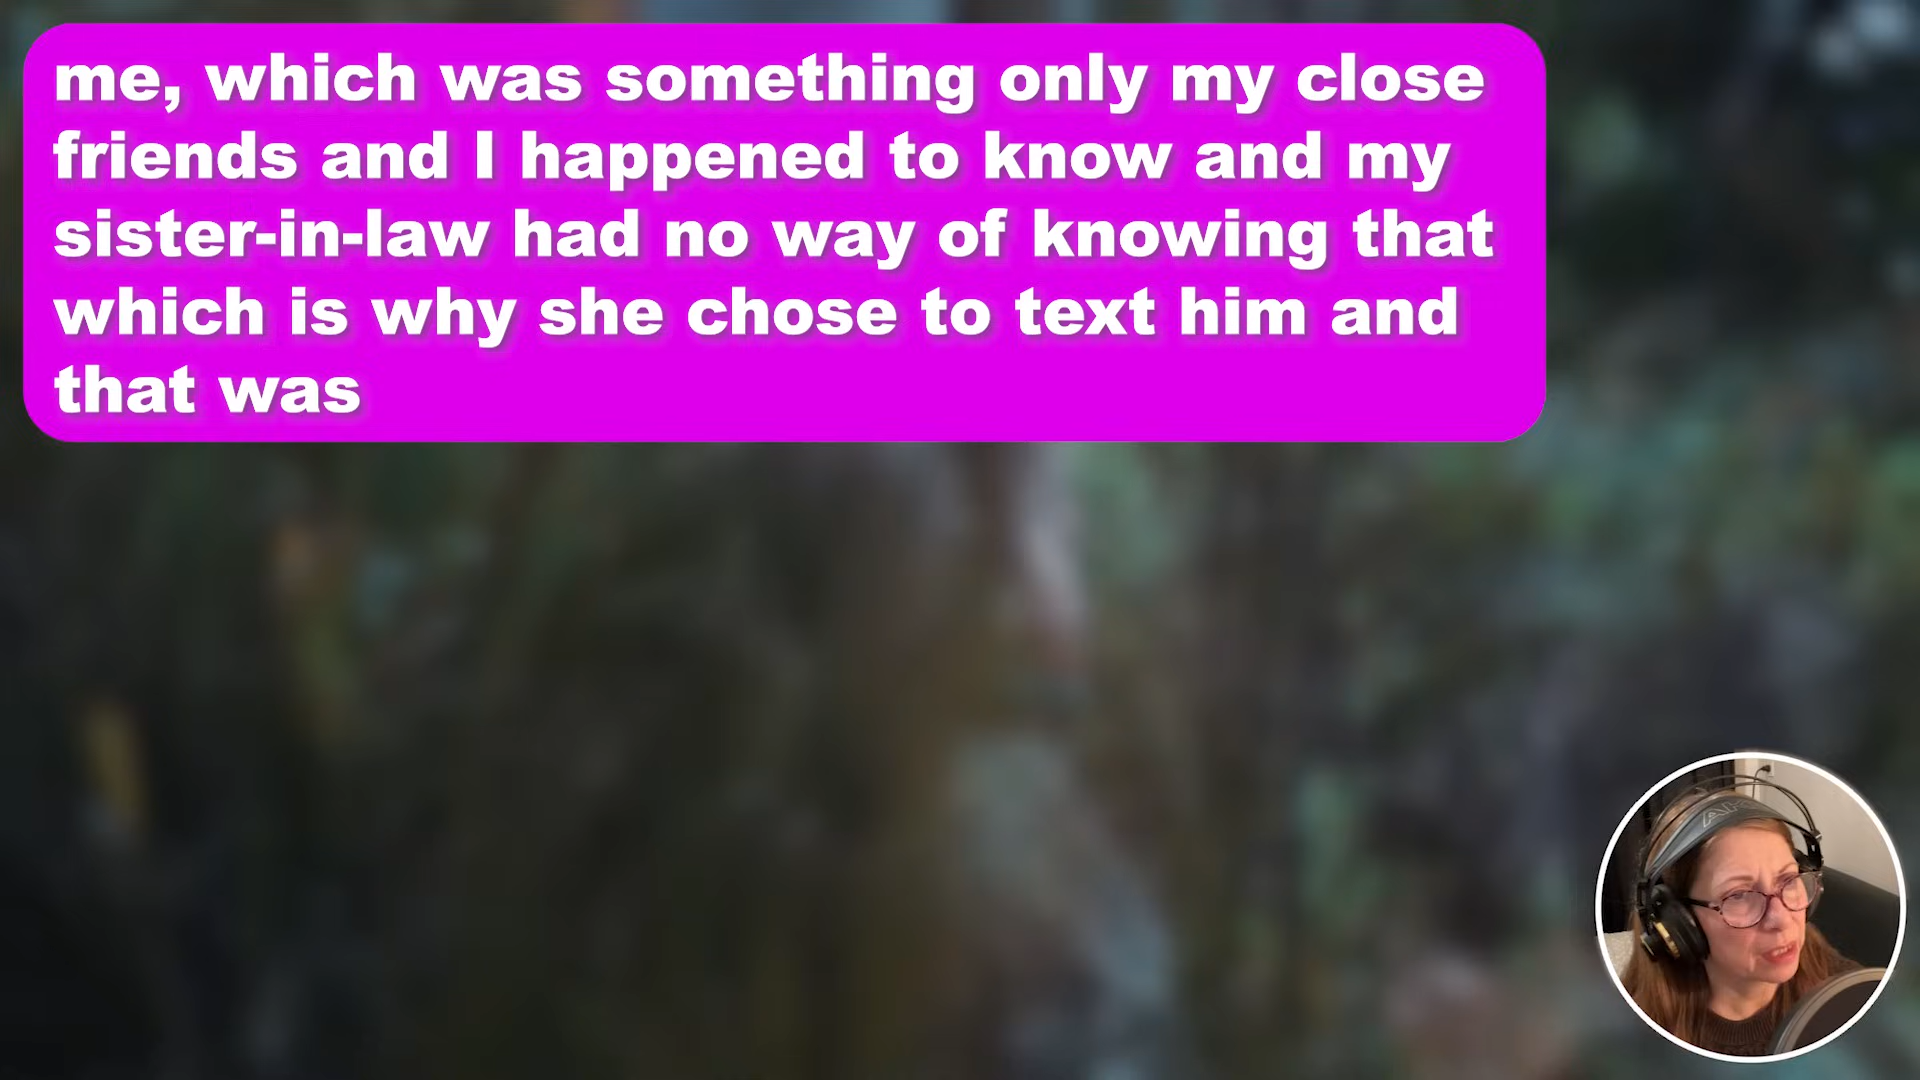 me, which was something only my close
friends and I happened to know and my
sister-in-law had no way of knowing that
which is why she chose to text him and
that was